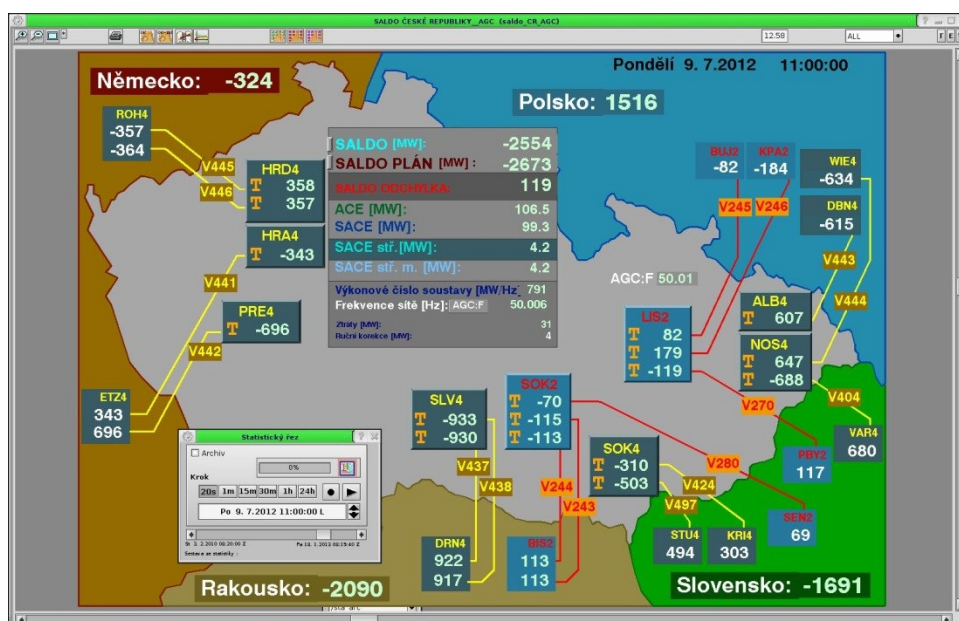 SALDO ČESKÉ REPUBLIKY__AGC (saldo_CR_AGC)
12.58
ALL
Německo: -324
Pondělí 9. 7.2012 11:00:00
Polsko: 1516
ROH4
-357
-364
V445
V446
HRD4
T 358
T 357
HRA4
T -343
V441
PRE4
T -696
V442
ETZ4
343
696
SALDO [MW]: -2554
SALDO PLÁN [MW] : -2673
SALDO ODCHYLKA: 119
ACE [MW]: 106.5
SACE [MW]: 99.3
SACE stř. [MW]: 4.2
SACE stř. m. [MW]: 4.2
Výkonové číslo soustavy [MW/Hz] 791
Frekvence sítě [Hz]: AGC:F 50.006
Ztráty [MW]: 31
Ruční korekce [MW]: 4
BUJ2
-82
KPA2
-184
WIE4
-634
DBN4
-615
V245
V246
V443
V444
AGC:F 50.01
LIS2
T 82
T 179
T -119
ALB4
T 607
NOS4
T 647
T -688
V270
V404
VAR4
680
PBY2
117
SLV4
T -933
T -930
SOK2
T -70
T -115
T -113
SOK4
T -310
T -503
V437
V438
V244
V243
V280
V424
V497
DRN4
922
917
BIS2
113
113
STU4
494
KRI4
303
SEN2
69
Statistický řez
Archiv
0%
Krok
20s 1m 15m 30m 1h 24h
Po 9. 7.2012 11:00:00 L
Sestava ze statistiky :
Rakousko: -2090
Slovensko: -1691